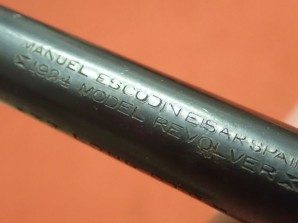 MANUEL ESCODIN EIBAR SPAIN
1924 MODEL REVOLVER